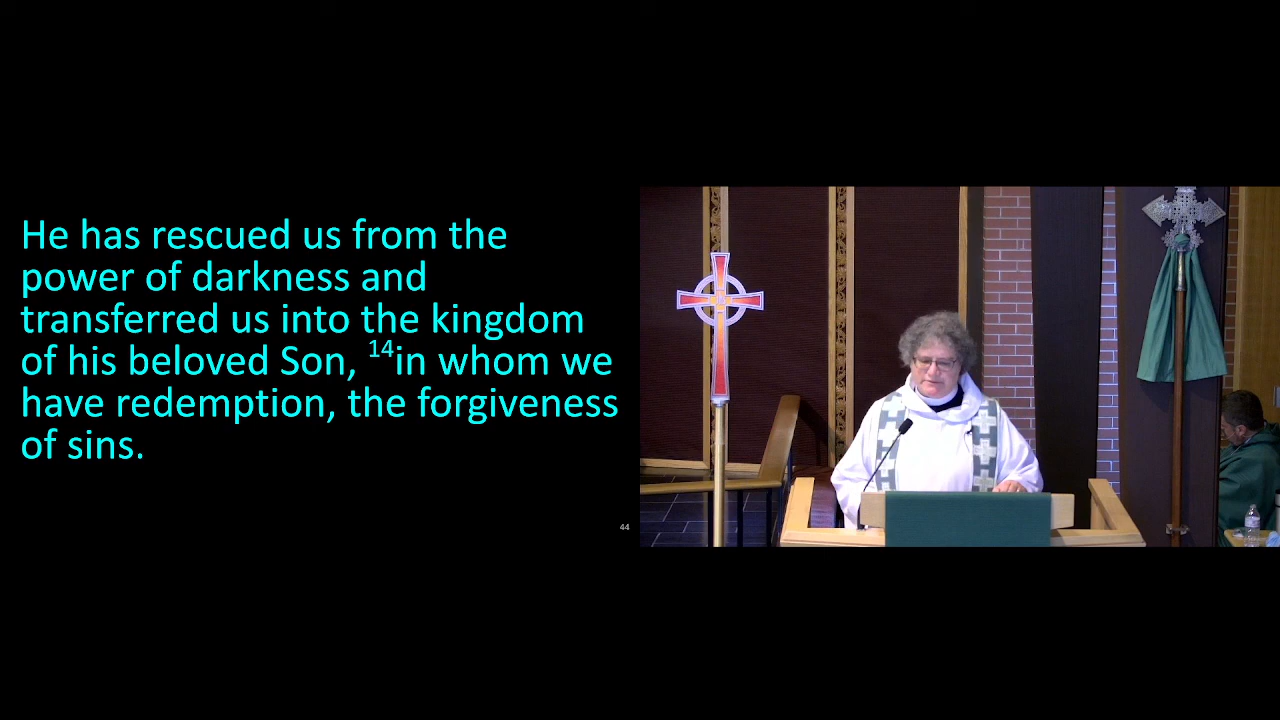 He has rescued us from the
power of darkness and
transferred us into the kingdom
of his beloved Son, 14in whom we
have redemption, the forgiveness
of sins.
44